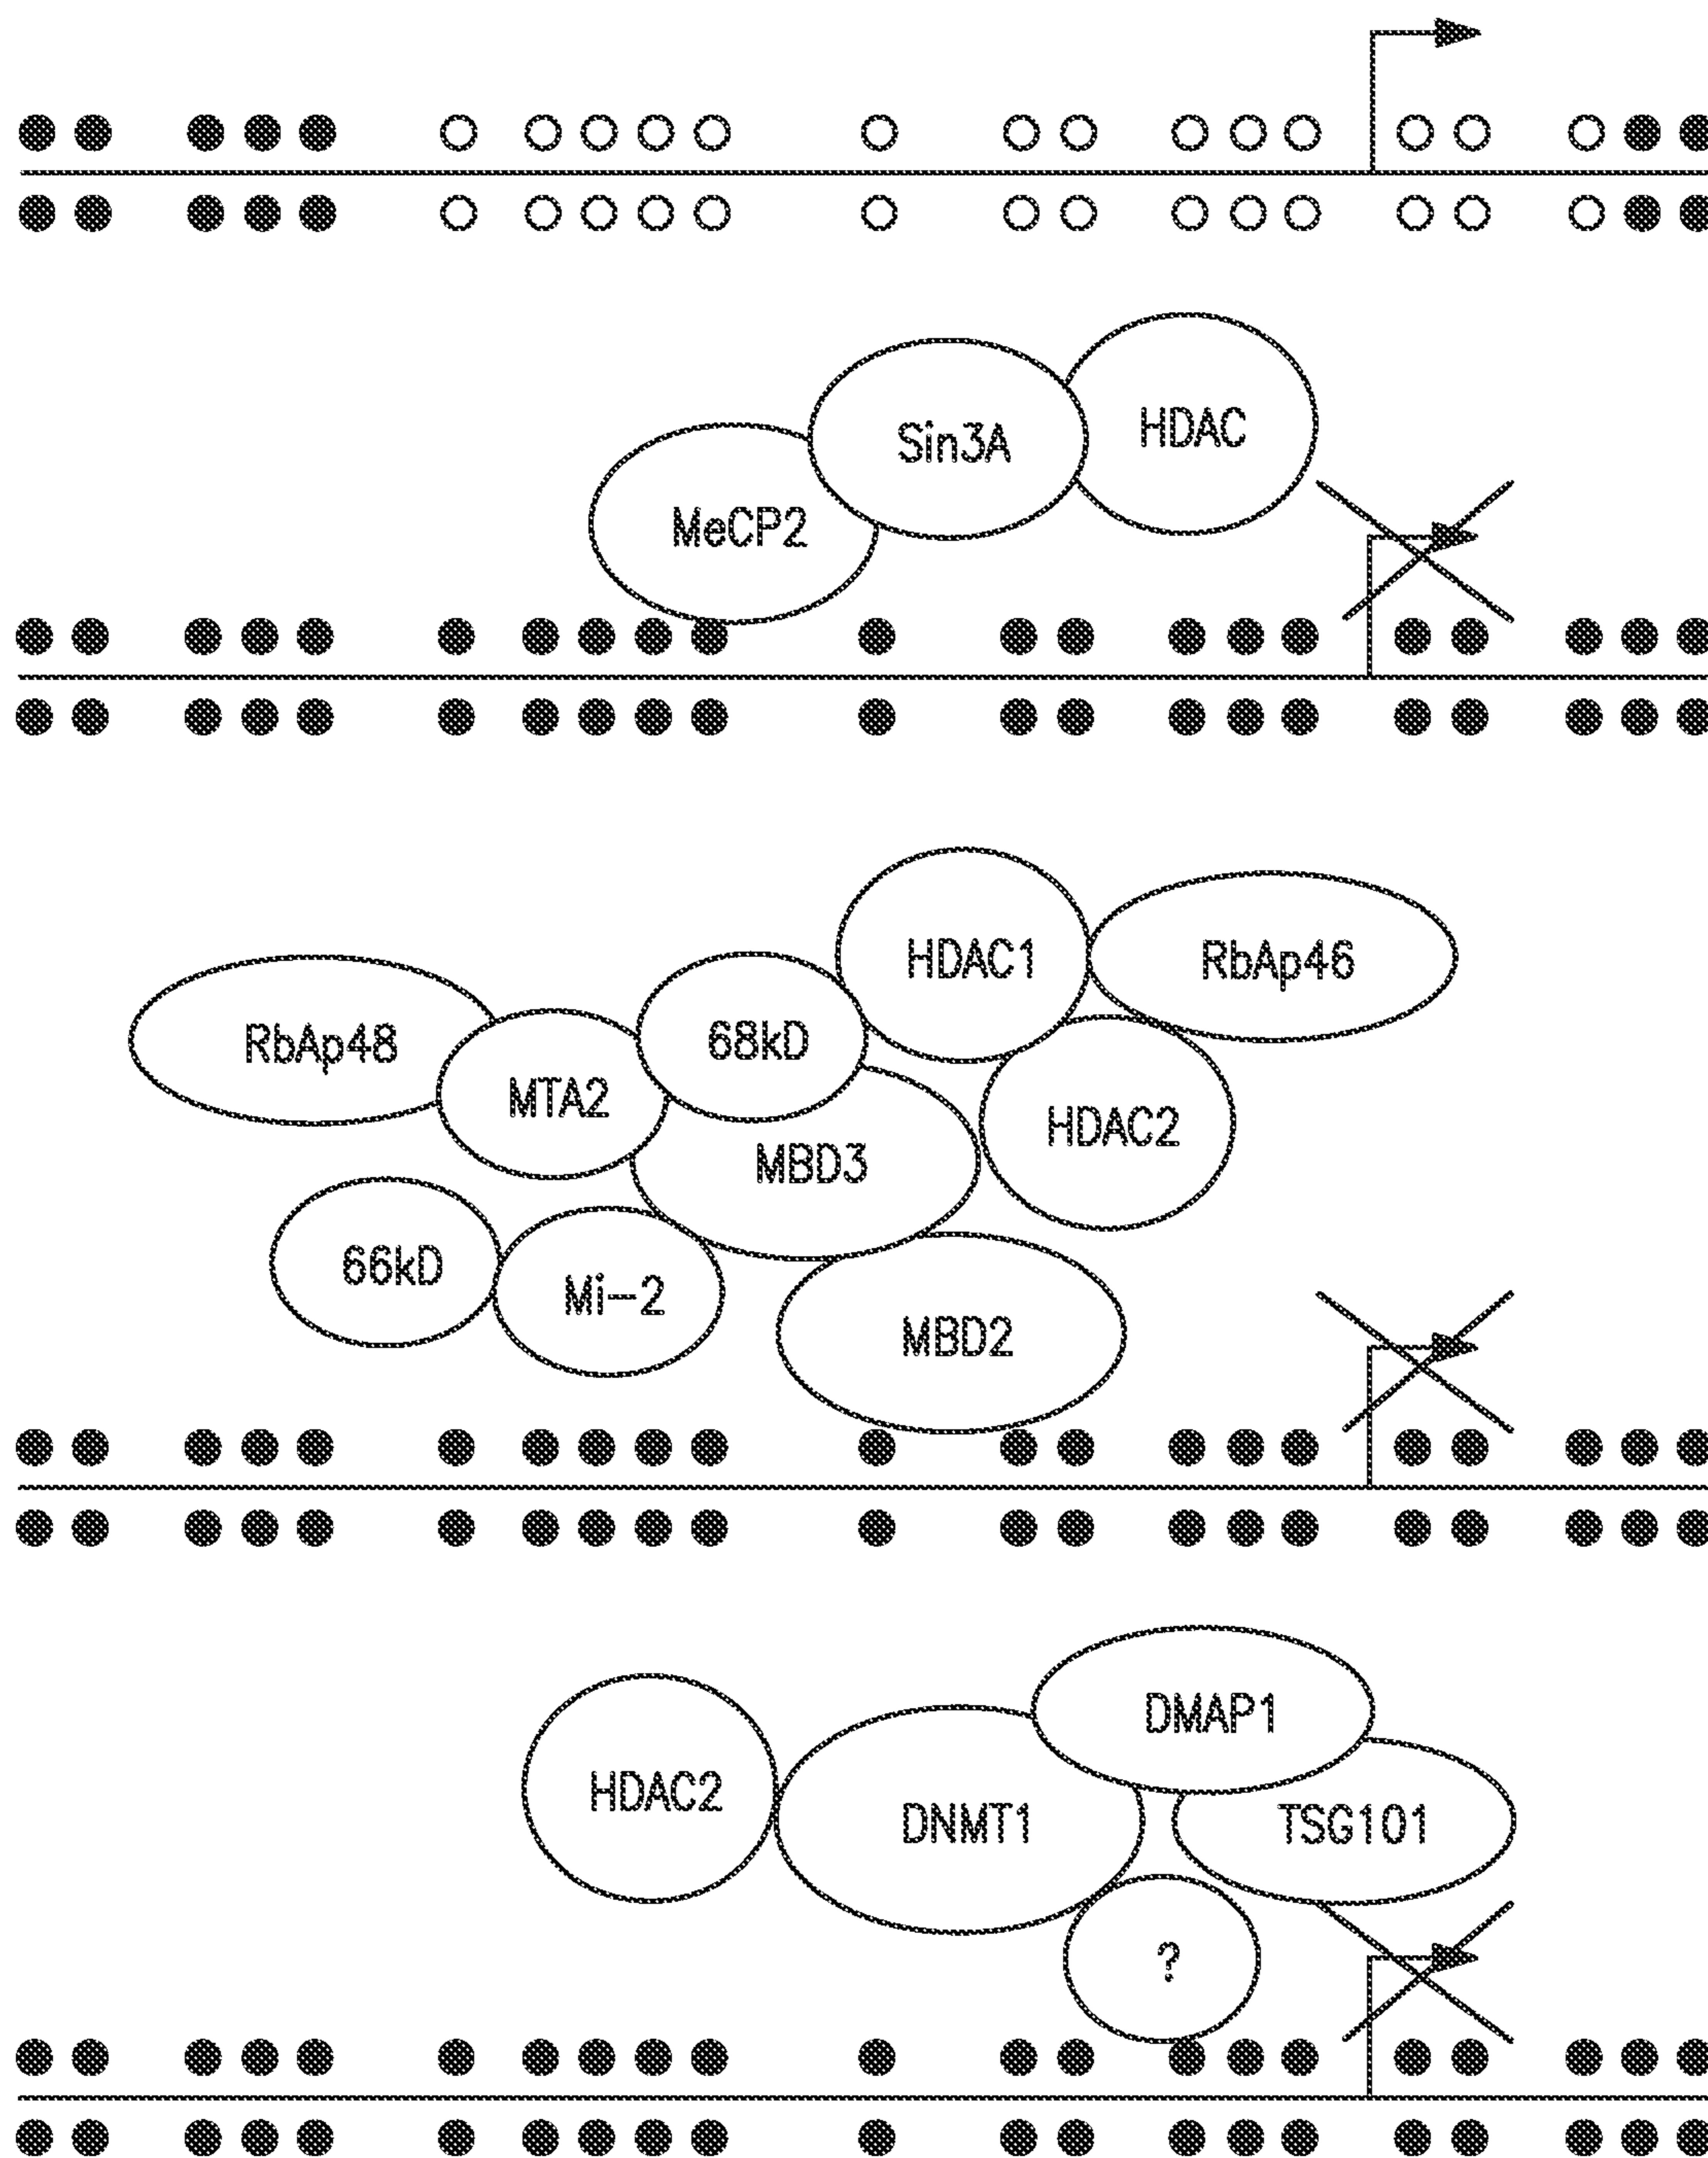 HDAC
Sin3A
MeCP2
HDAC1
RbAp46
68kD
RbAp48
MTA2
HDAC2
MBD3
66kD
Mi-2
MBD2
DMAP1
HDAC2
DNMT1
TSG101
?